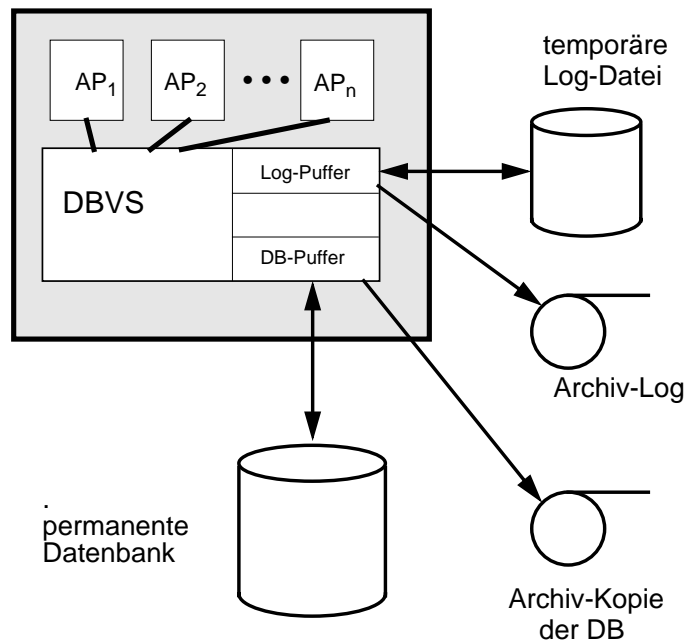 AP1 AP2 • • • APn
temporäre
Log-Datei
DBVS
Log-Puffer
DB-Puffer
Archiv-Log
.
permanente
Datenbank
Archiv-Kopie
der DB